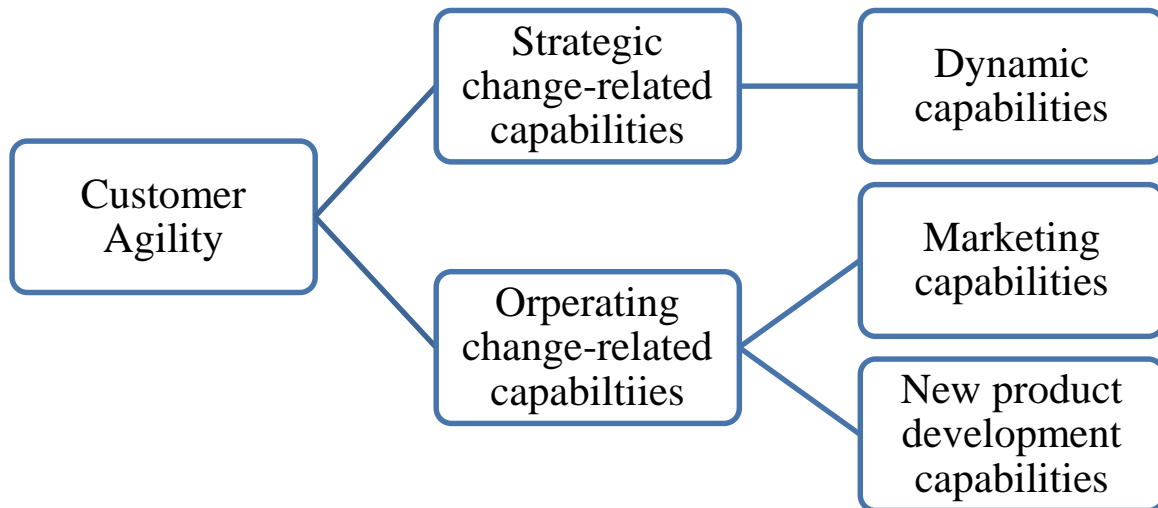 Customer
Agility
Strategic
change-related
capabilities
Dynamic
capabilities
Orperating
change-related
capabiltiies
Marketing
capabilities
New product
development
capabilities